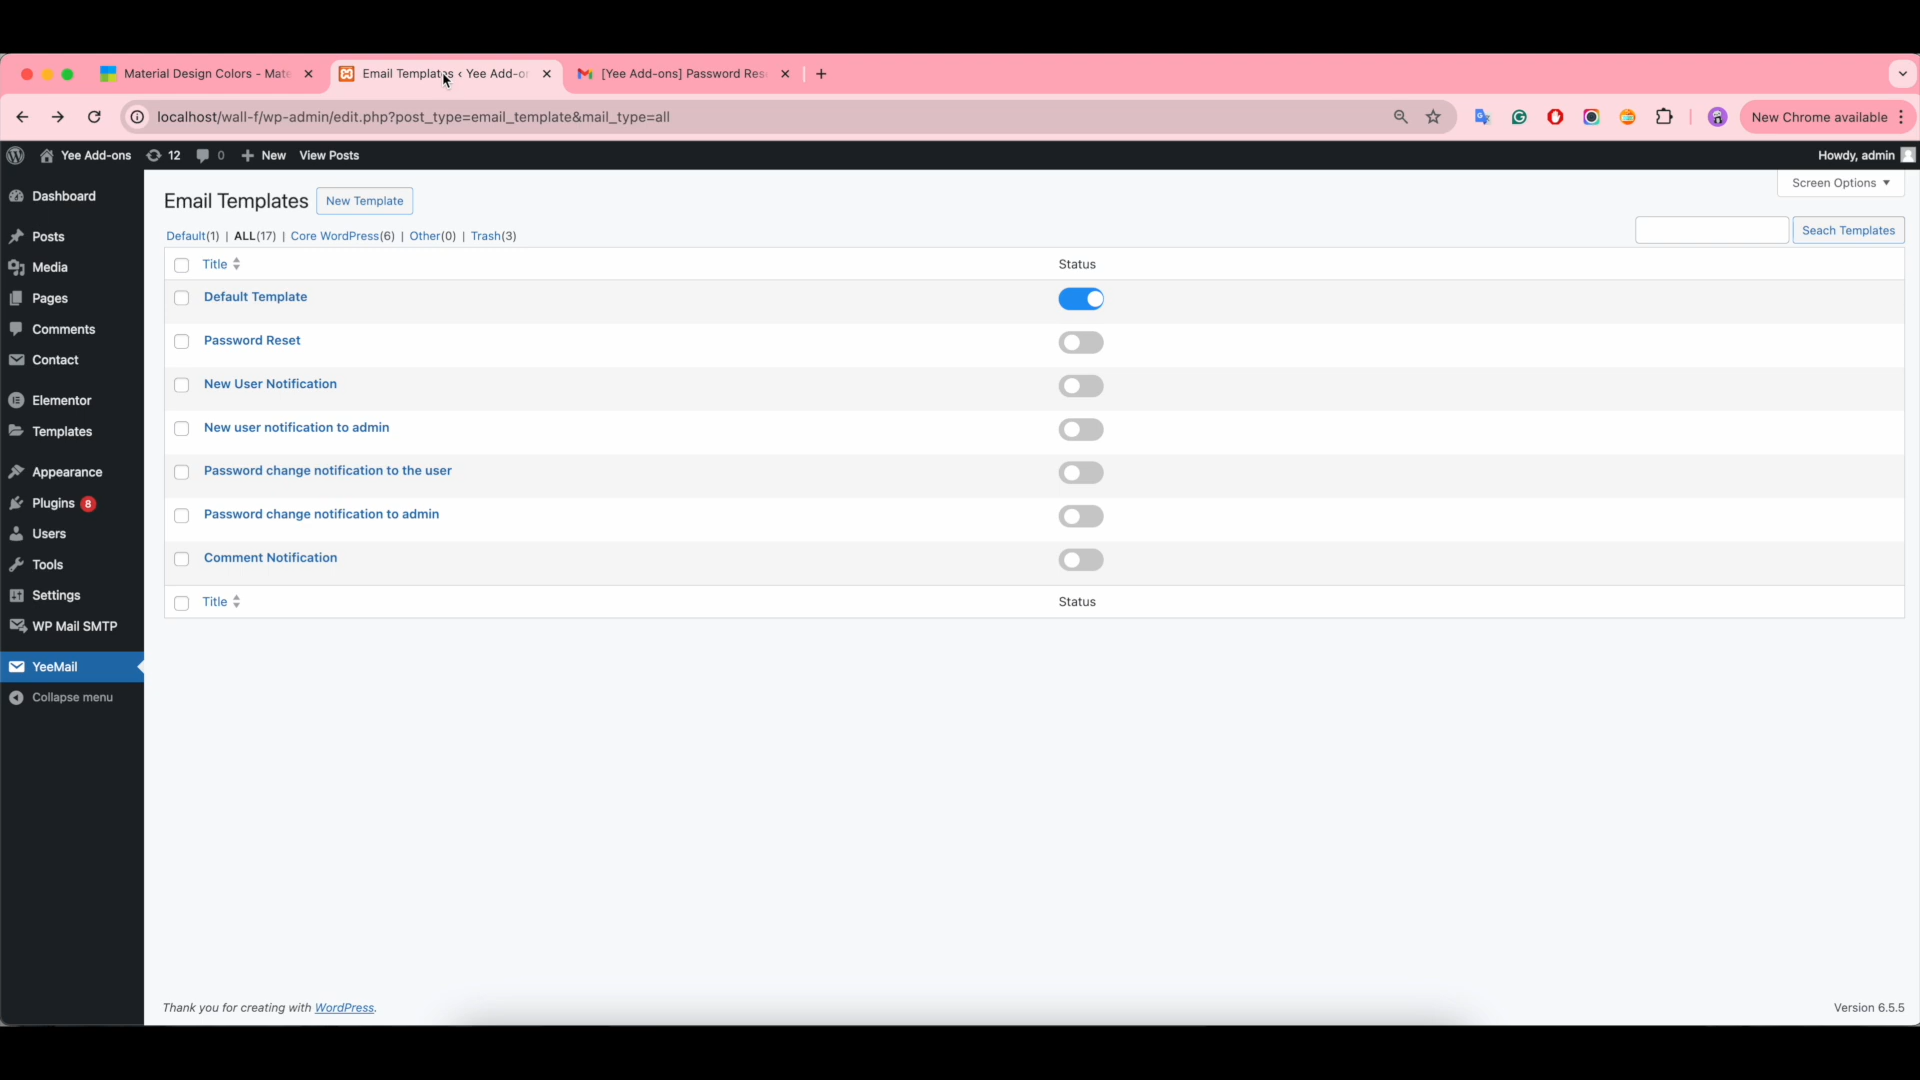 Material Design Colors - Mate
Email Templates ‹ Yee Add-o
[Yee Add-ons] Password Res
localhost/wall-f/wp-admin/edit.php?post_type=email_template&mail_type=all
New Chrome available
Yee Add-ons
12
0
New
View Posts
Howdy, admin
Dashboard
Posts
Media
Pages
Comments
Contact
Elementor
Templates
Appearance
Plugins 8
Users
Tools
Settings
WP Mail SMTP
YeeMail
Collapse menu
Screen Options
Email Templates
New Template
Default(1) | ALL(17) | Core WordPress(6) | Other(0) | Trash(3)
Seach Templates
Title
Status
Default Template
Password Reset
New User Notification
New user notification to admin
Password change notification to the user
Password change notification to admin
Comment Notification
Title
Status
Thank you for creating with WordPress.
Version 6.5.5